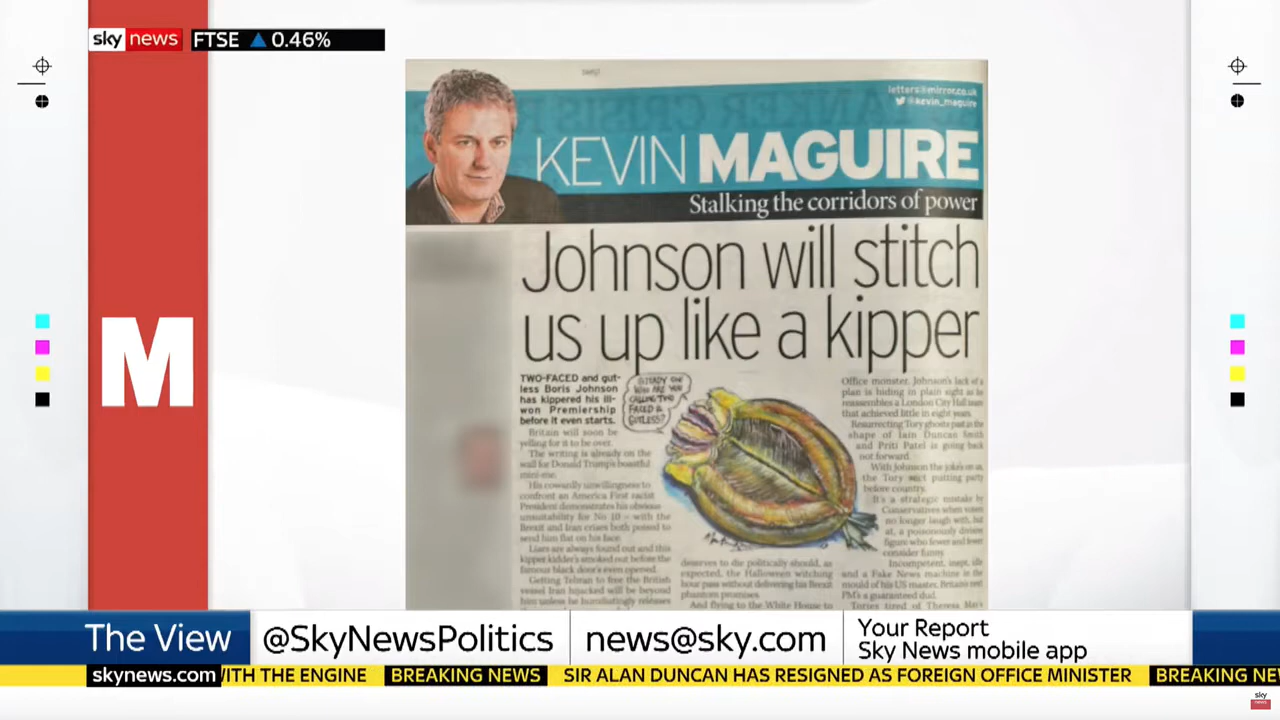 sky news FTSE ▲ 0.46%
letters@mirror.co.uk
@kevin_maguire
KEVIN MAGUIRE
Stalking the corridors of power
Johnson will stitch
us up like a kipper
M
TWO-FACED and gut-
less Boris Johnson
has kippered his ill-
won Premiership
before it even starts.
Britain will soon be
yelling for it to be over.
The writing is already on the
wall for Donald Trump's boastful
mini-me.
His cowardly unwillingness to
confront an America First racist
President demonstrates his obvious
unsuitability for No 10 – with the
Brexit and Iran crises both poised to
send him flat on his face.
Liars are always found out and this
kipper kidder's smoked out before the
famous black door's even opened.
Getting Tehran to free the British
vessel Iran hijacked will be beyond
him unless he humiliatingly releases
STEADY ON!
WHO ARE YOU
CALLING TWO
FACED &
GUTLESS?
deserves to die politically should, as
expected, the Halloween witching
hour pass without delivering his Brexit
phantom promises.
And flying to the White House to
Office monster. Johnson's lack of a
plan is hiding in plain sight as he
reassembles a London City Hall team
that achieved little in eight years.
Resurrecting Tory ghosts past in the
shape of Iain Duncan Smith
and Priti Patel is going back
not forward.
With Johnson the joke's on us,
the Tory sect putting party
before country.
It's a strategic mistake by
Conservatives when voters
no longer laugh with, but
at, a poisonously divisive
figure who fewer and fewer
consider funny.
Incompetent, inept, idle
and a Fake News machine in the
mould of his US master, Britain's next
PM's a guaranteed dud.
Tories tired of Theresa May's
The View @SkyNewsPolitics news@sky.com Your Report
Sky News mobile app
skynews.com WITH THE ENGINE BREAKING NEWS SIR ALAN DUNCAN HAS RESIGNED AS FOREIGN OFFICE MINISTER BREAKING NEW
sky news